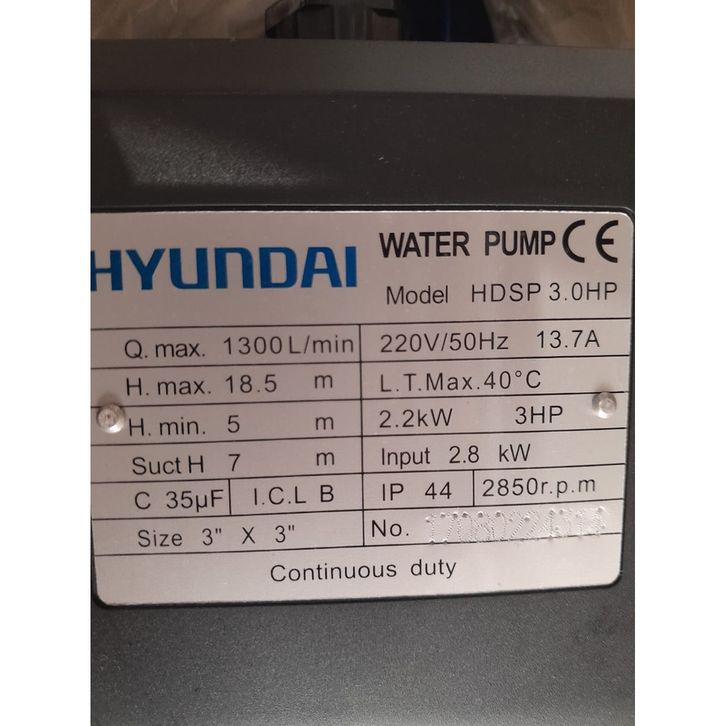 HYUNDAI
WATER PUMP CE
Model HDSP 3.0HP
Q. max. 1300 L/min
220V/50Hz 13.7A
H. max. 18.5 m
L.T.Max. 40°C
H. min. 5 m
2.2kW 3HP
Suct H 7 m
Input 2.8 kW
C 35µF I.C.L B
IP 44 2850r.p.m
Size 3" X 3"
No.
Continuous duty